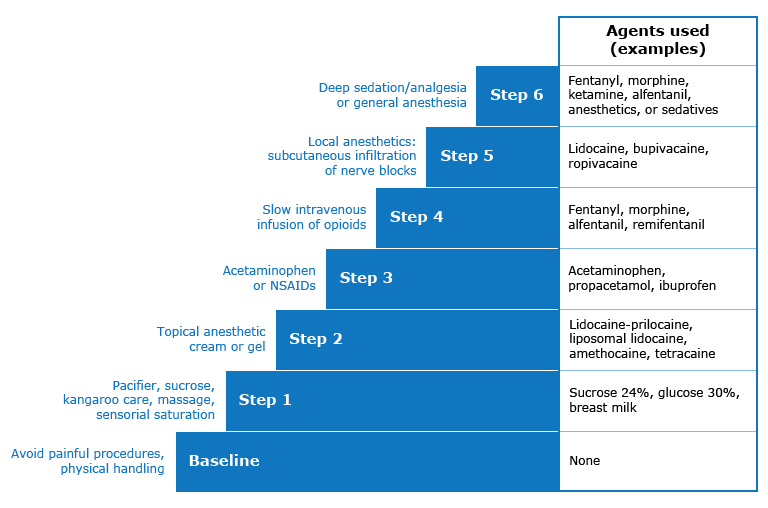 Agents used
(examples)
Deep sedation/analgesia
or general anesthesia
Step 6
Fentanyl, morphine,
ketamine, alfentanil,
anesthetics, or sedatives
Local anesthetics:
subcutaneous infiltration
of nerve blocks
Step 5
Lidocaine, bupivacaine,
ropivacaine
Slow intravenous
infusion of opioids
Step 4
Fentanyl, morphine,
alfentanil, remifentanil
Acetaminophen
or NSAIDs
Step 3
Acetaminophen,
propacetamol, ibuprofen
Topical anesthetic
cream or gel
Step 2
Lidocaine-prilocaine,
liposomal lidocaine,
amethocaine, tetracaine
Pacifier, sucrose,
kangaroo care, massage,
sensorial saturation
Step 1
Sucrose 24%, glucose 30%,
breast milk
Avoid painful procedures,
physical handling
Baseline
None